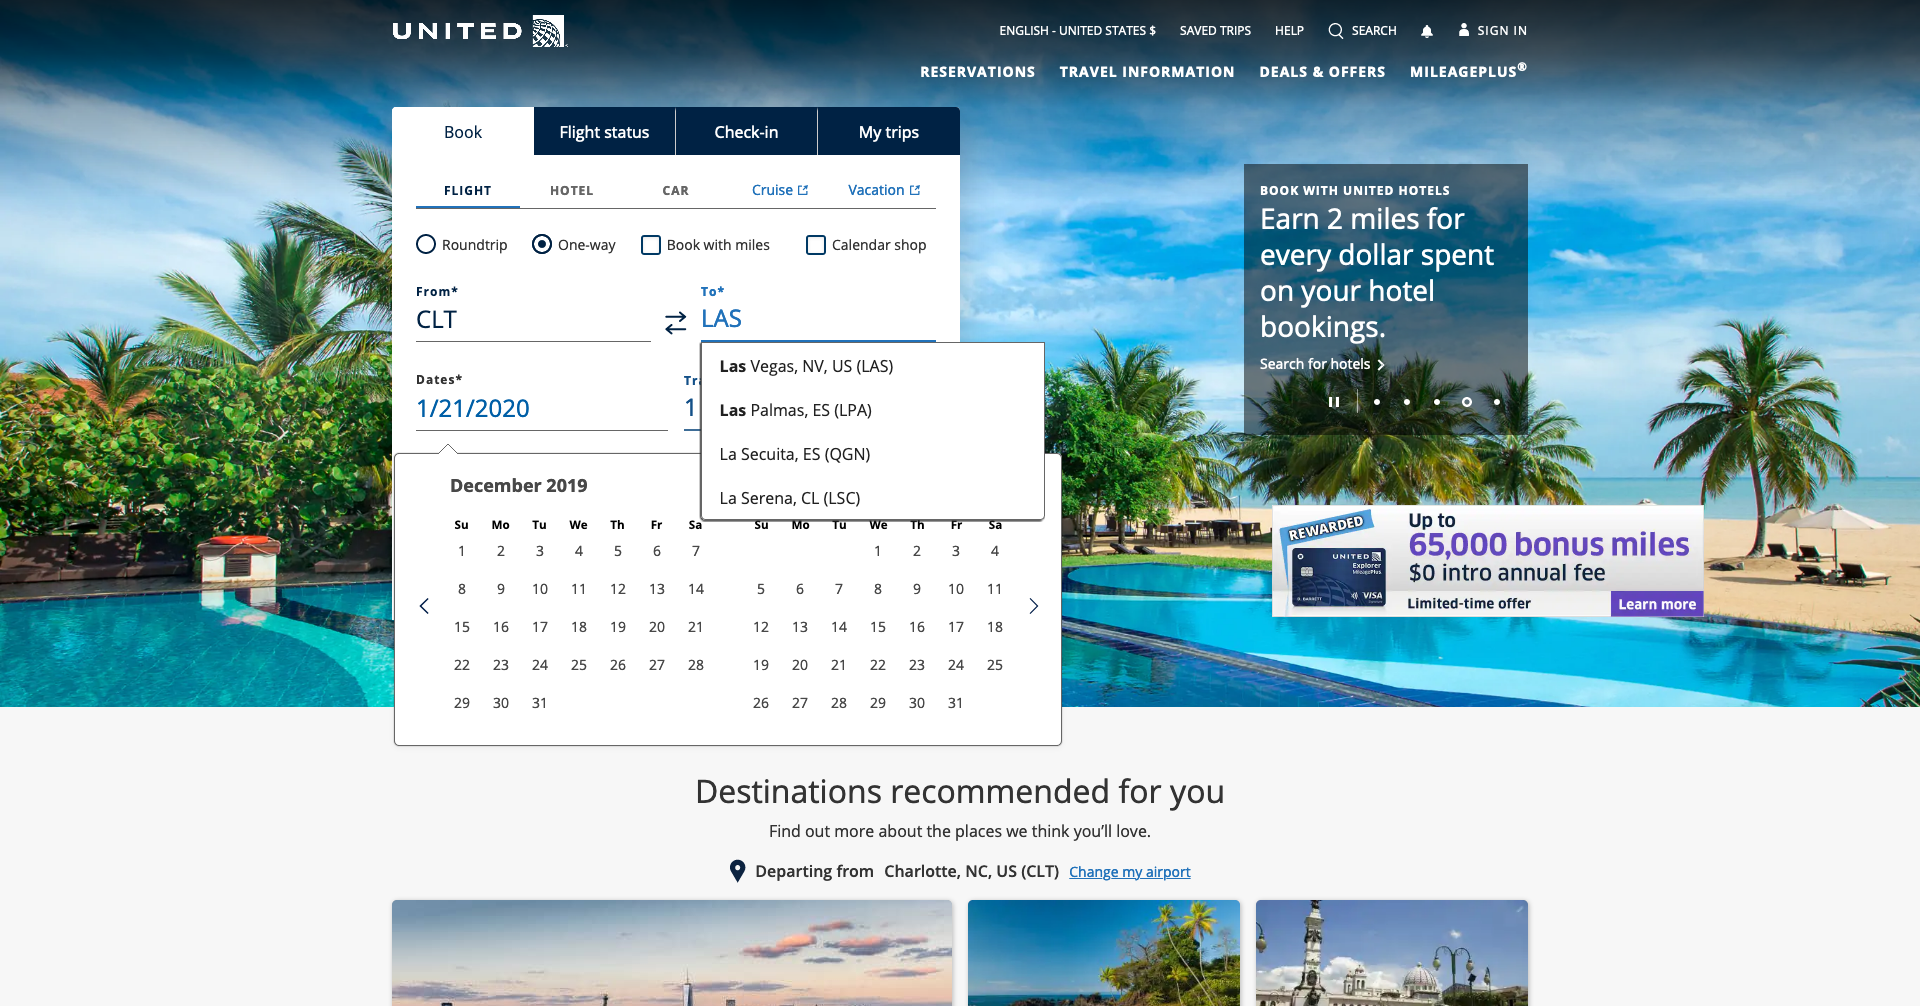 UNITED
ENGLISH - UNITED STATES $ SAVED TRIPS HELP SEARCH SIGN IN
RESERVATIONS TRAVEL INFORMATION DEALS & OFFERS MILEAGEPLUS®
Book Flight status Check-in My trips
FLIGHT HOTEL CAR Cruise Vacation
Roundtrip One-way Book with miles Calendar shop
From* To*
CLT LAS
Las Vegas, NV, US (LAS)
Las Palmas, ES (LPA)
La Secuita, ES (QGN)
La Serena, CL (LSC)
Dates* Tra
1/21/2020 1
December 2019
Su Mo Tu We Th Fr Sa Su Mo Tu We Th Fr Sa
1 2 3 4 5 6 7 1 2 3 4
8 9 10 11 12 13 14 5 6 7 8 9 10 11
15 16 17 18 19 20 21 12 13 14 15 16 17 18
22 23 24 25 26 27 28 19 20 21 22 23 24 25
29 30 31 26 27 28 29 30 31
BOOK WITH UNITED HOTELS
Earn 2 miles for
every dollar spent
on your hotel
bookings.
Search for hotels
REWARDED
UNITED
Explorer
MileagePlus
VISA
Up to
65,000 bonus miles
$0 intro annual fee
Limited-time offer Learn more
Destinations recommended for you
Find out more about the places we think you’ll love.
Departing from Charlotte, NC, US (CLT) Change my airport